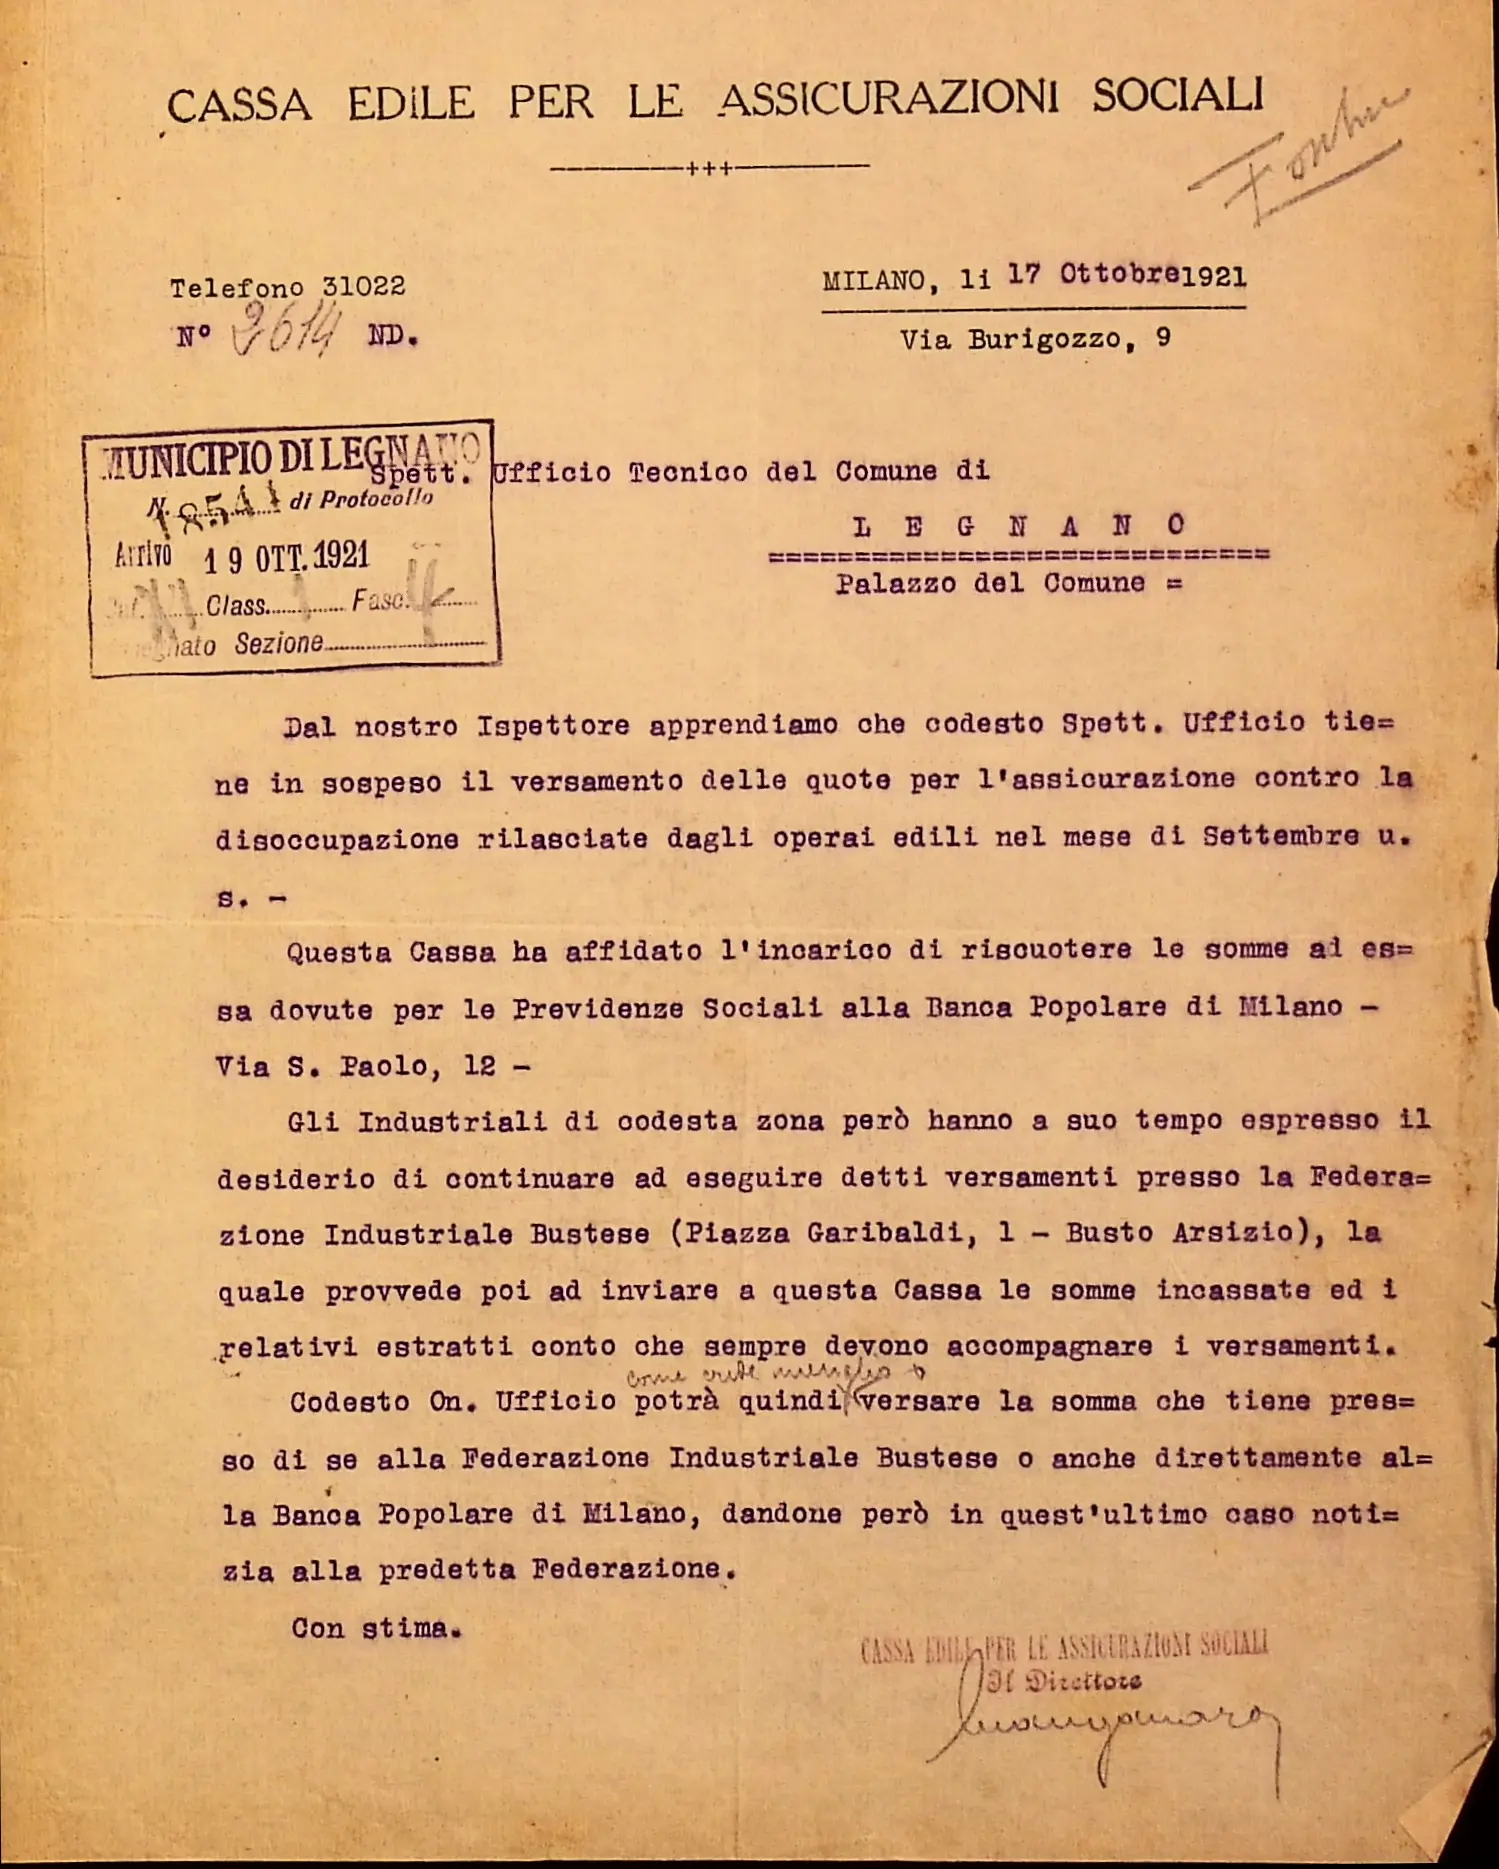 CASSA EDILE PER LE ASSICURAZIONI SOCIALI
+++
Telefono 31022
N° 2614 ND.
MILANO, li 17 Ottobre 1921
Via Burigozzo, 9
MUNICIPIO DI LEGNANO
N. di Protocollo
Arrivo 19 OTT. 1921
Class. Fasc.
Sezione
Spett. Ufficio Tecnico del Comune di
L E G N A N O
=============================
Palazzo del Comune =
Dal nostro Ispettore apprendiamo che codesto Spett. Ufficio tie=
ne in sospeso il versamento delle quote per l'assicurazione contro la
disoccupazione rilasciate dagli operai edili nel mese di Settembre u.
s. -
Questa Cassa ha affidato l'incarico di riscuotere le somme ad es=
sa dovute per le Previdenze Sociali alla Banca Popolare di Milano -
Via S. Paolo, 12 -
Gli Industriali di codesta zona però hanno a suo tempo espresso il
desiderio di continuare ad eseguire detti versamenti presso la Federa=
zione Industriale Bustese (Piazza Garibaldi, 1 - Busto Arsizio), la
quale provvede poi ad inviare a questa Cassa le somme incassate ed i
relativi estratti conto che sempre devono accompagnare i versamenti.
come crede meglio o
Codesto On. Ufficio potrà quindi versare la somma che tiene pres=
so di se alla Federazione Industriale Bustese o anche direttamente al=
la Banca Popolare di Milano, dandone però in quest'ultimo caso noti=
zia alla predetta Federazione.
Con stima.
CASSA EDILE PER LE ASSICURAZIONI SOCIALI
Il Direttore